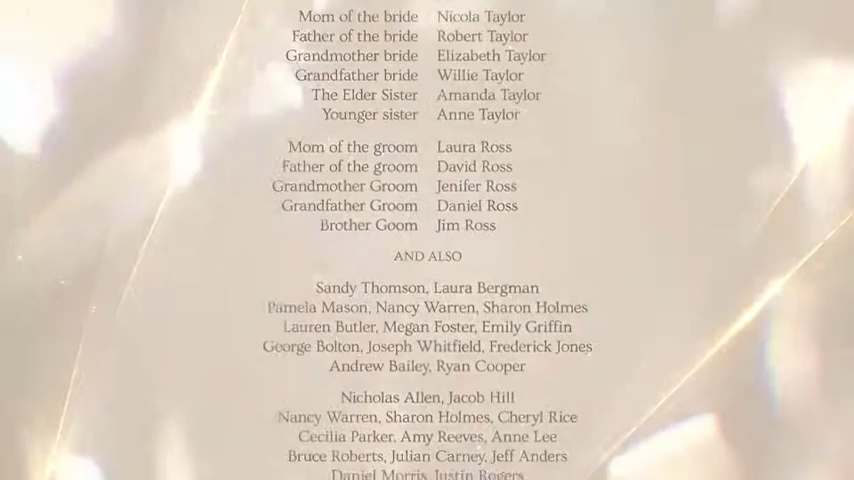 Mom of the bride Nicola Taylor
Father of the bride Robert Taylor
Grandmother bride Elizabeth Taylor
Grandfather bride Willie Taylor
The Elder Sister Amanda Taylor
Younger sister Anne Taylor
Mom of the groom Laura Ross
Father of the groom David Ross
Grandmother Groom Jenifer Ross
Grandfather Groom Daniel Ross
Brother Goom Jim Ross
AND ALSO
Sandy Thomson, Laura Bergman
Pamela Mason, Nancy Warren, Sharon Holmes
Lauren Butler, Megan Foster, Emily Griffin
George Bolton, Joseph Whitfield, Frederick Jones
Andrew Bailey, Ryan Cooper
Nicholas Allen, Jacob Hill
Nancy Warren, Sharon Holmes, Cheryl Rice
Cecilia Parker, Amy Reeves, Anne Lee
Bruce Roberts, Julian Carney, Jeff Anders
Daniel Morris, Justin Rogers